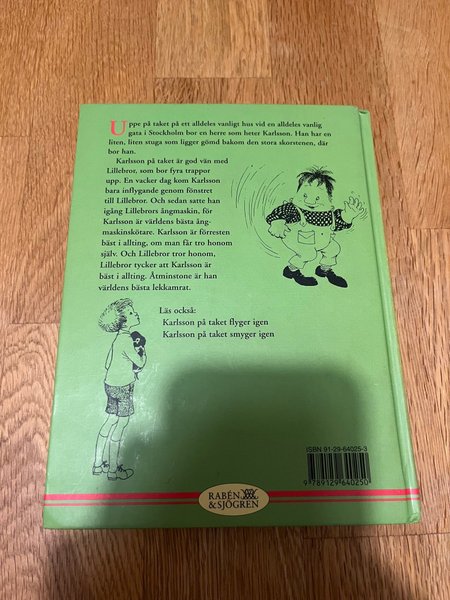 Uppe på taket på ett alldeles vanligt hus vid en alldeles vanlig
gata i Stockholm bor en herre som heter Karlsson. Han har en
liten, liten stuga som ligger gömd bakom den stora skorstenen, där
bor han.
Karlsson på taket är god vän med
Lillebror, som bor fyra trappor
upp. En vacker dag kom Karlsson
bara inflygande genom fönstret
till Lillebror. Och sedan satte han
igång Lillebrors ångmaskin, för
Karlsson är världens bästa ång-
maskinskötare. Karlsson är förresten
bäst i allting, om man får tro honom
själv. Och Lillebror tror honom,
Lillebror tycker att Karlsson är
bäst i allting. Åtminstone är han
världens bästa lekkamrat.
Läs också:
Karlsson på taket flyger igen
Karlsson på taket smyger igen
ISBN 91-29-64025-3
9 789129 640250
RABÉN
&SJÖGREN